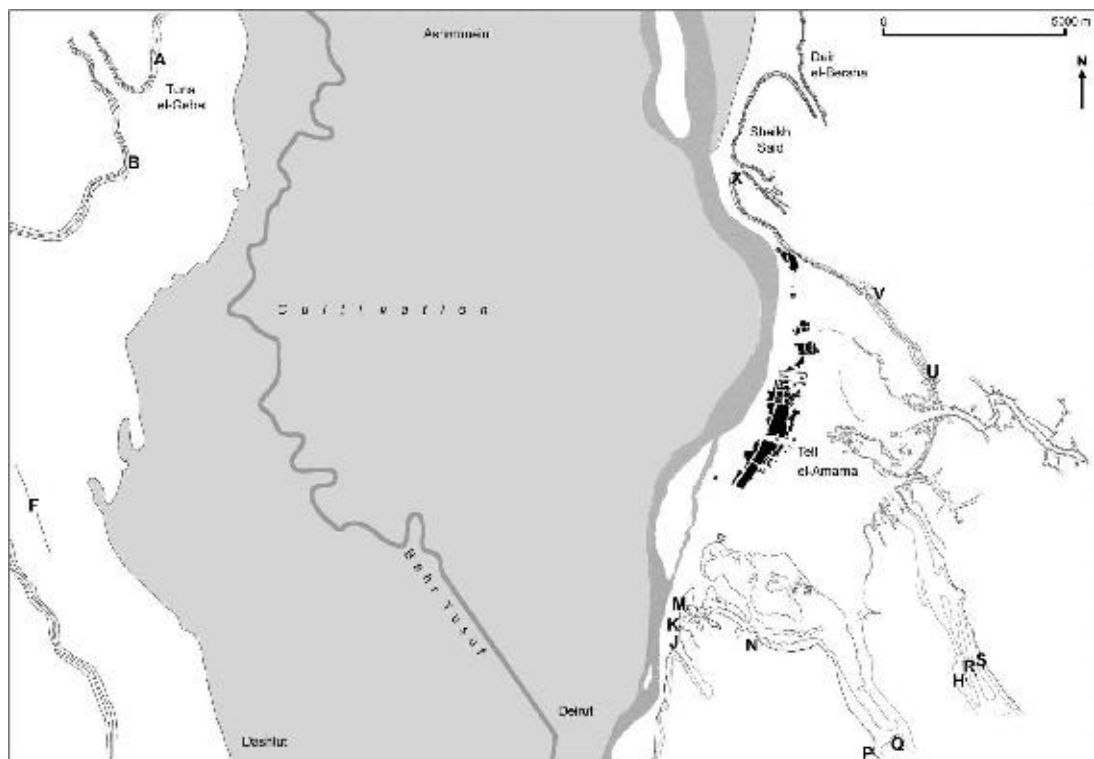 Ashmunein
0 5000 m
N
Deir
el-Bersha
A
Tuna
el-Gebel
Sheikh
Said
B
X
V
Cultivation
U
Tell
el-Amarna
F
Bahr Yusuf
M
K
J
N
S
R
H
Deirut
Dashlut
Q
P